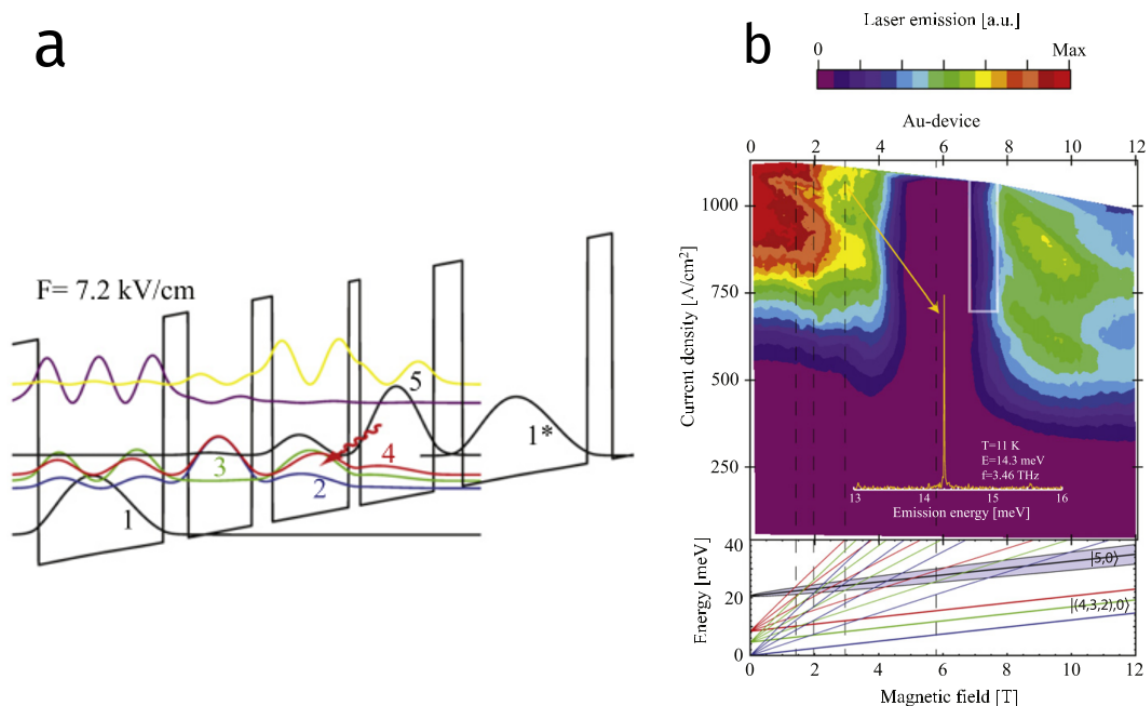 a
F= 7.2 kV/cm
5
1*
4
3
2
1
b
Laser emission [a.u.]
0 Max
Au-device
0 2 4 6 8 10 12
Current density [A/cm²]
1000
750
500
250
T=11 K
E=14.3 meV
f=3.46 THz
13 14 15 16
Emission energy [meV]
Energy [meV]
40
20
0
|5,0⟩
|(4,3,2),0⟩
0 2 4 6 8 10 12
Magnetic field [T]